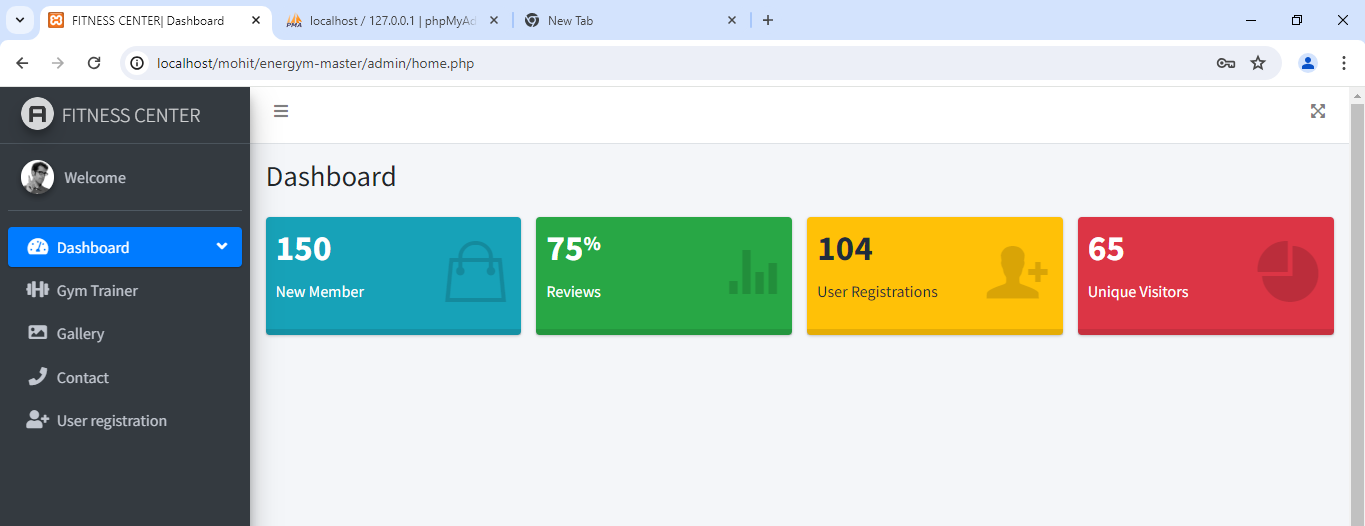 FITNESS CENTER| Dashboard
localhost / 127.0.0.1 | phpMyAd
New Tab
localhost/mohit/energym-master/admin/home.php
FITNESS CENTER
Welcome
Dashboard
Gym Trainer
Gallery
Contact
User registration
Dashboard
150
New Member
75%
Reviews
104
User Registrations
65
Unique Visitors